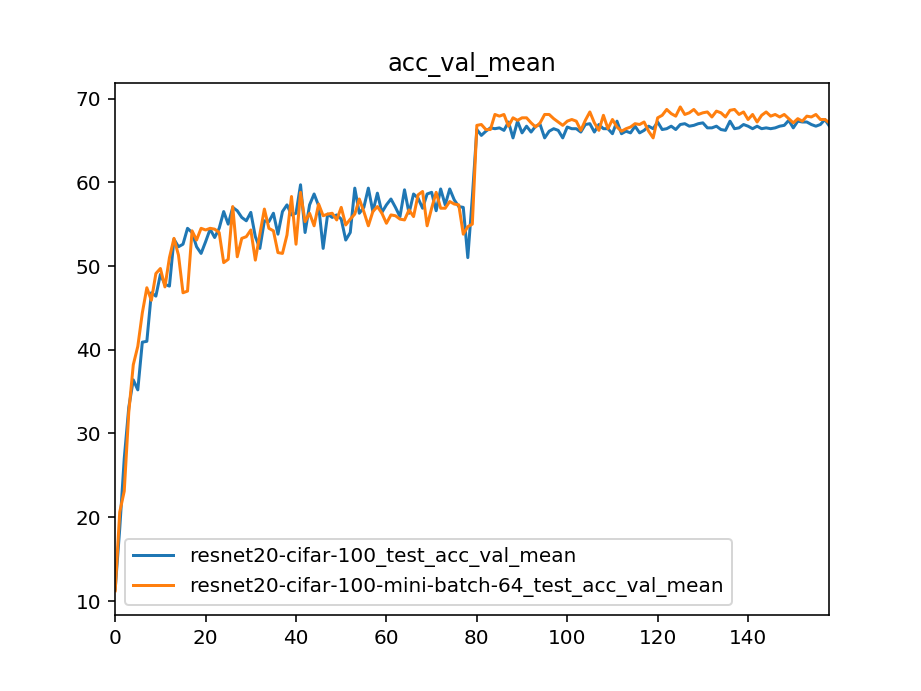 acc_val_mean
70
60
50
40
30
20
10
resnet20-cifar-100_test_acc_val_mean
resnet20-cifar-100-mini-batch-64_test_acc_val_mean
0 20 40 60 80 100 120 140